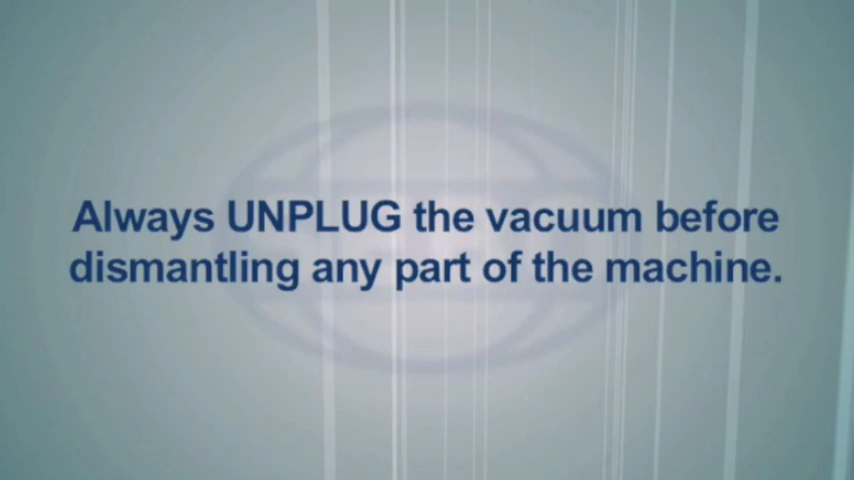 Always UNPLUG the vacuum before
dismantling any part of the machine.